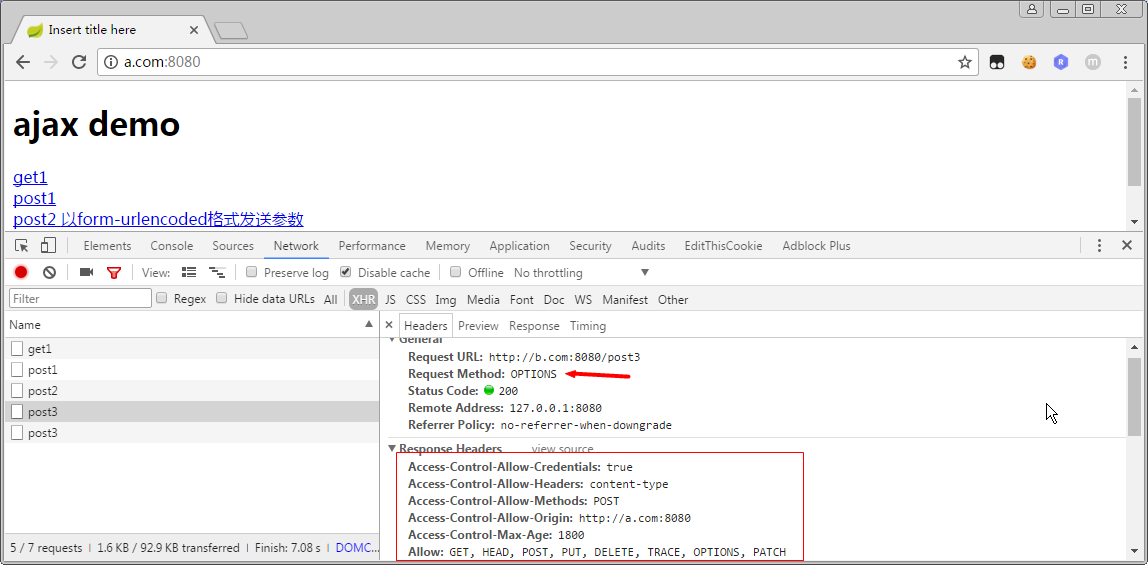 Insert title here
a.com:8080
ajax demo
get1
post1
post2 以form-urlencoded格式发送参数
Elements Console Sources Network Performance Memory Application Security Audits EditThisCookie Adblock Plus
View: Preserve log Disable cache Offline No throttling
Filter Regex Hide data URLs All XHR JS CSS Img Media Font Doc WS Manifest Other
Name
get1
post1
post2
post3
post3
5 / 7 requests | 1.6 KB / 92.9 KB transferred | Finish: 7.08 s | DOMC...
Headers Preview Response Timing
General
Request URL: http://b.com:8080/post3
Request Method: OPTIONS
Status Code: 200
Remote Address: 127.0.0.1:8080
Referrer Policy: no-referrer-when-downgrade
Response Headers view source
Access-Control-Allow-Credentials: true
Access-Control-Allow-Headers: content-type
Access-Control-Allow-Methods: POST
Access-Control-Allow-Origin: http://a.com:8080
Access-Control-Max-Age: 1800
Allow: GET, HEAD, POST, PUT, DELETE, TRACE, OPTIONS, PATCH